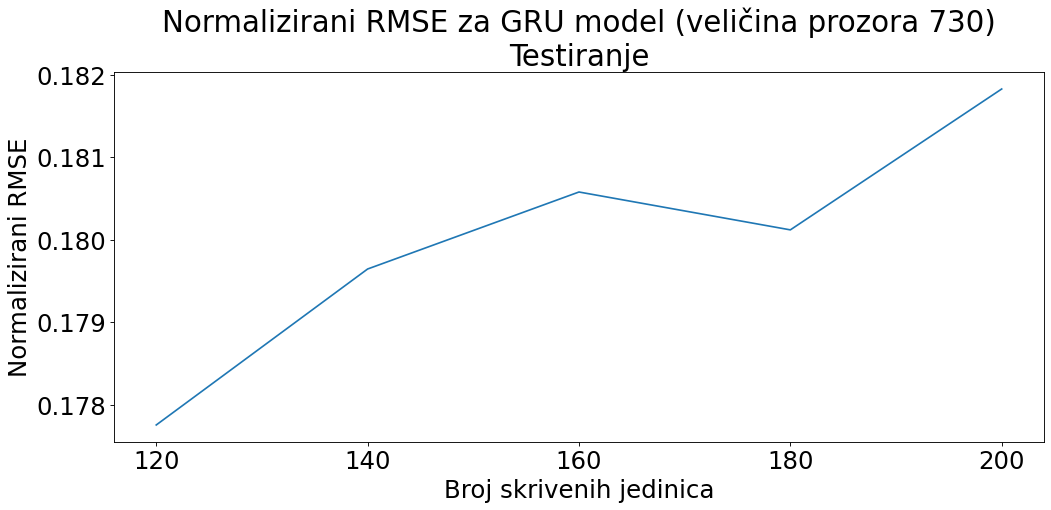 Normalizirani RMSE za GRU model (veličina prozora 730)
Testiranje
0.182
0.181
0.180
0.179
0.178
Normalizirani RMSE
120 140 160 180 200
Broj skrivenih jedinica